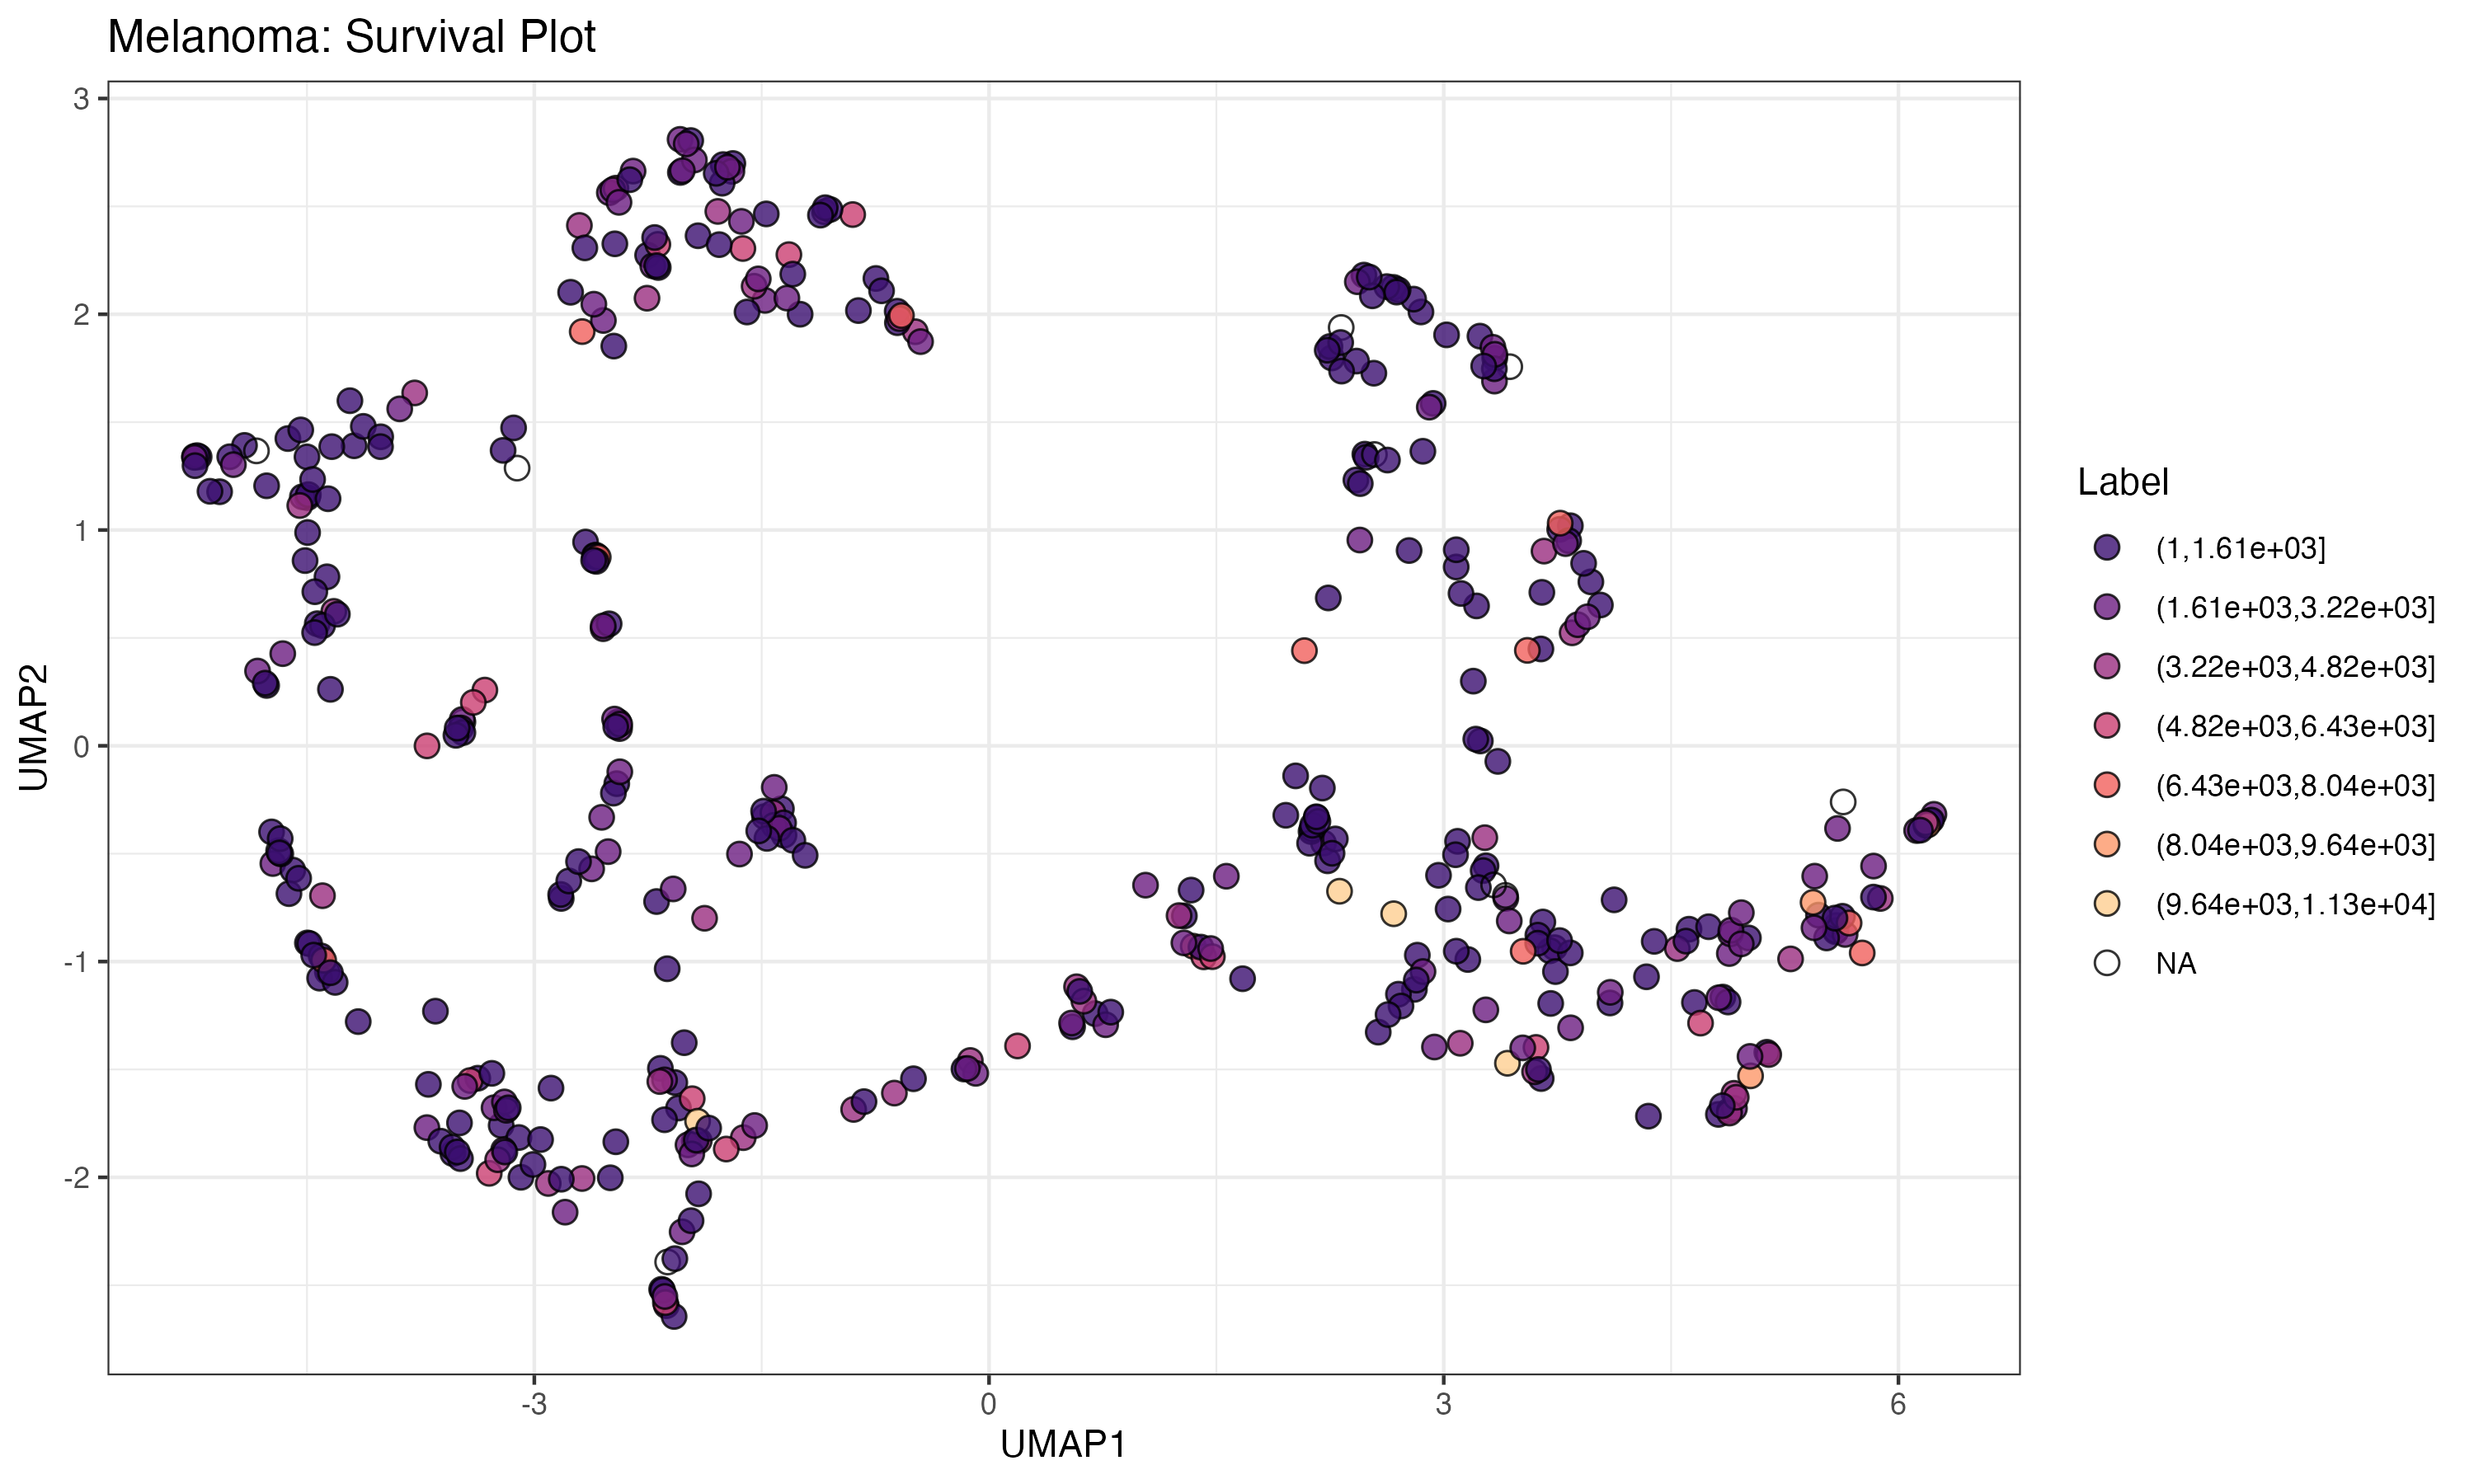 Melanoma: Survival Plot
3
2
1
0
-1
-2
UMAP2
-3
0
3
6
UMAP1
Label
(1,1.61e+03]
(1.61e+03,3.22e+03]
(3.22e+03,4.82e+03]
(4.82e+03,6.43e+03]
(6.43e+03,8.04e+03]
(8.04e+03,9.64e+03]
(9.64e+03,1.13e+04]
NA